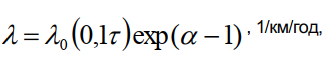 λ = λ₀(0,1τ)exp(α − 1) , 1/км/год,